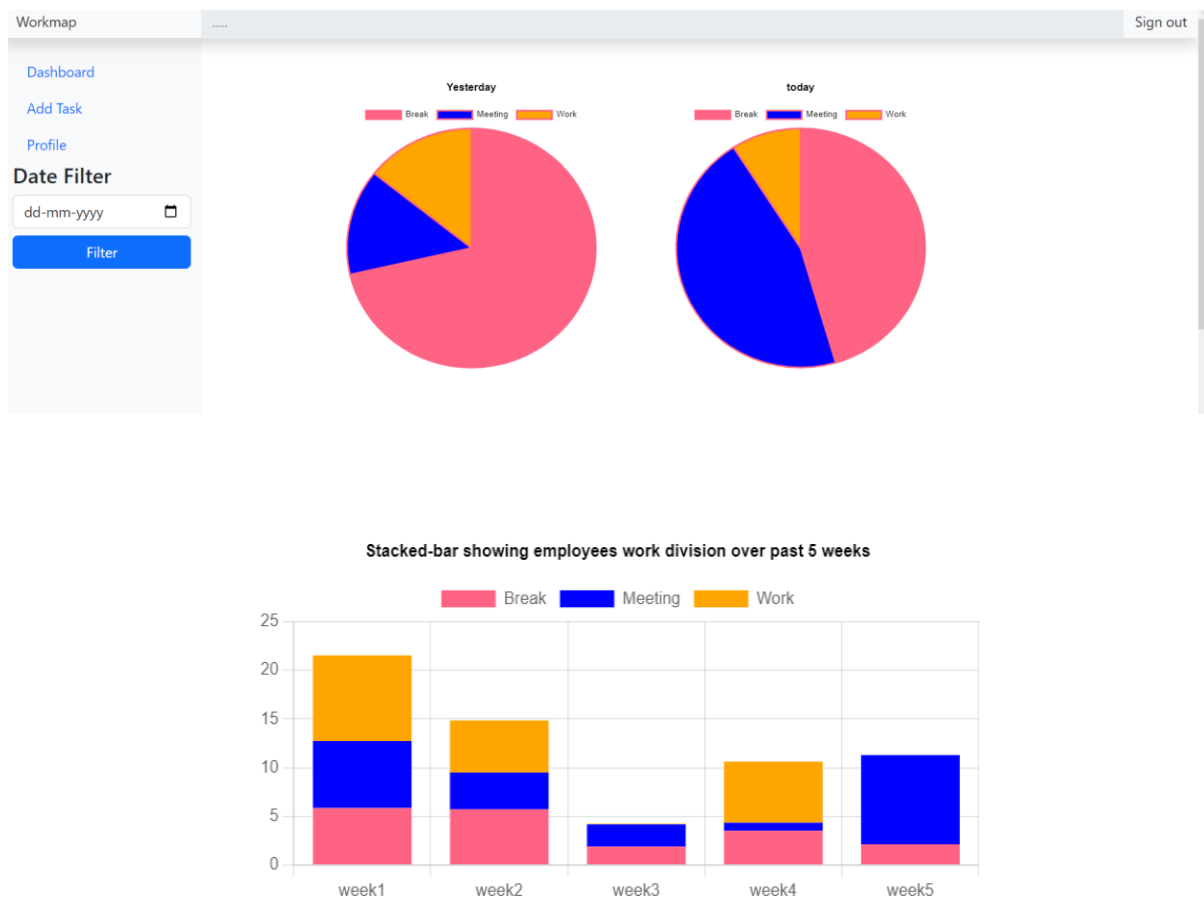 Workmap ..... Sign out
Dashboard
Add Task
Profile
Date Filter
dd-mm-yyyy
Filter
Yesterday
Break Meeting Work
today
Break Meeting Work
Stacked-bar showing employees work division over past 5 weeks
Break Meeting Work
25
20
15
10
5
0
week1 week2 week3 week4 week5